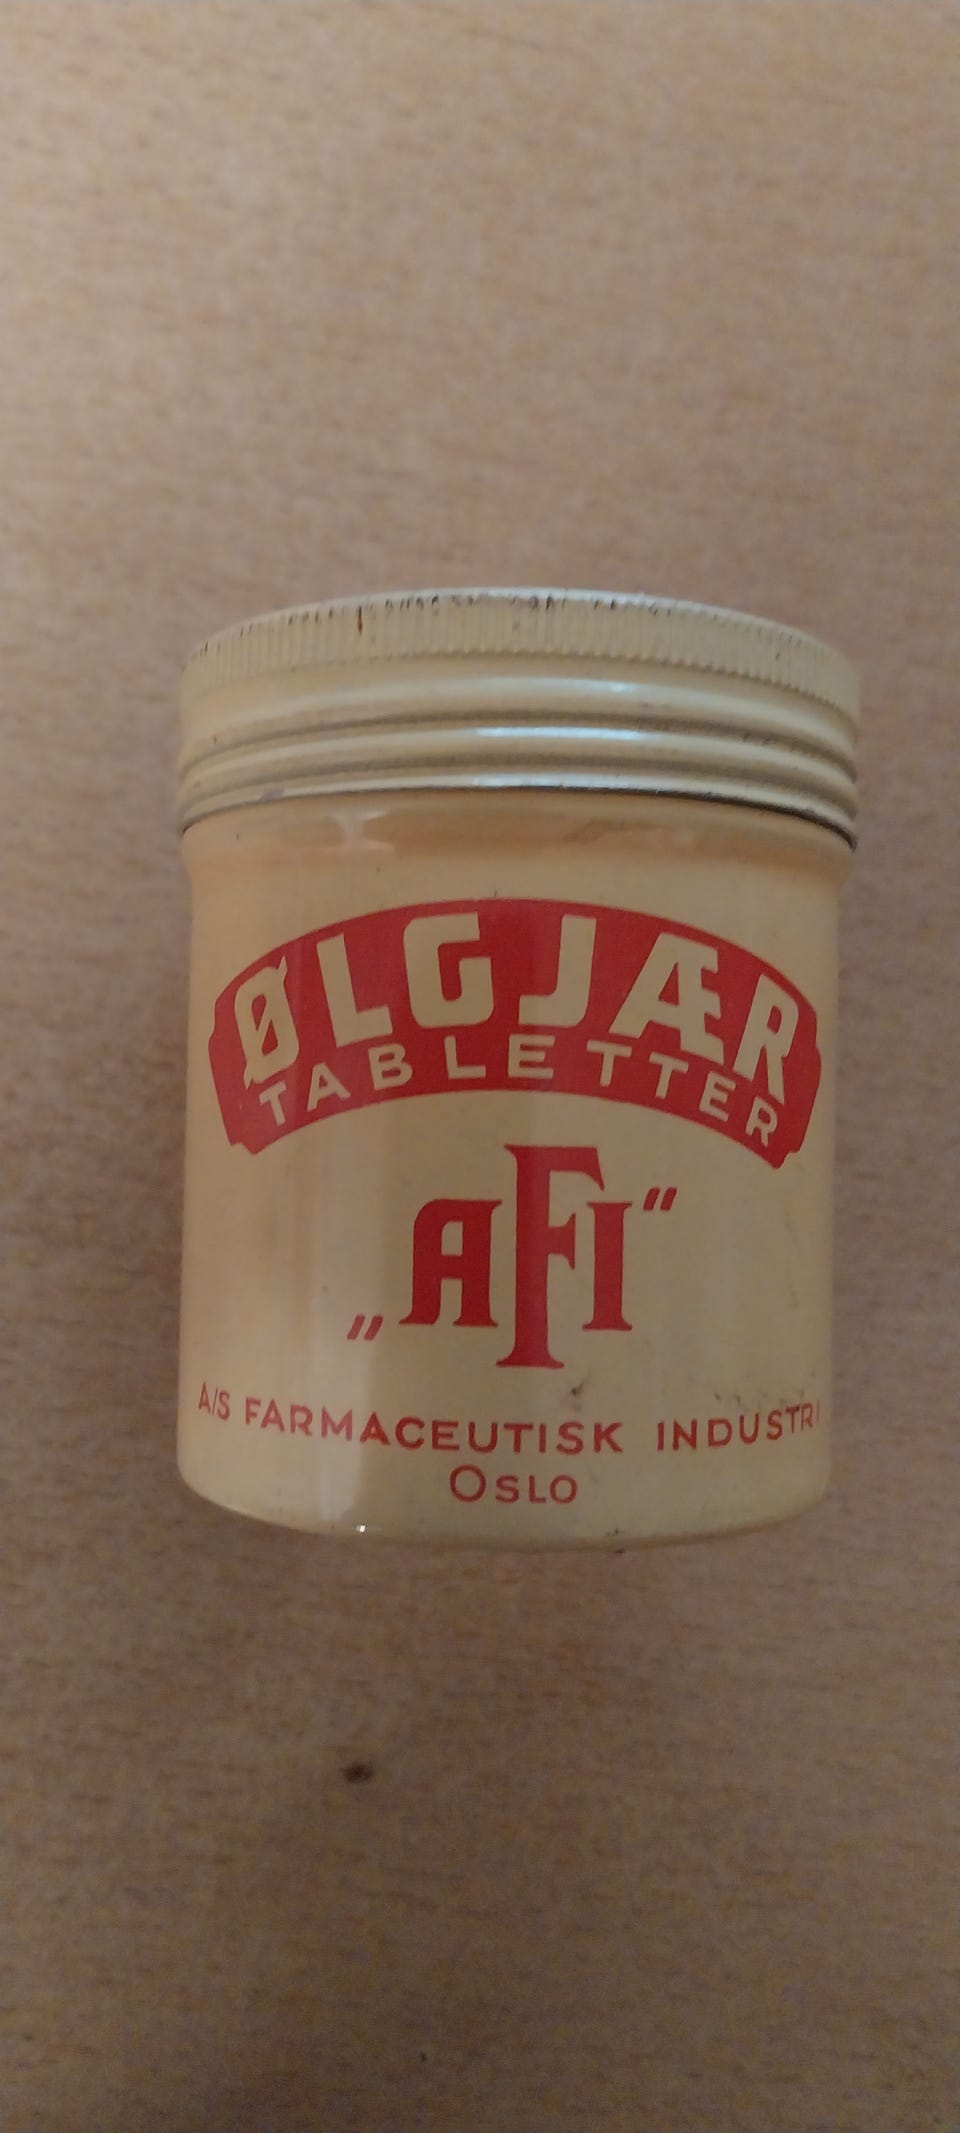 ØLGJÆR
TABLETTER
„AFI“
A/S FARMACEUTISK INDUSTRI
OSLO